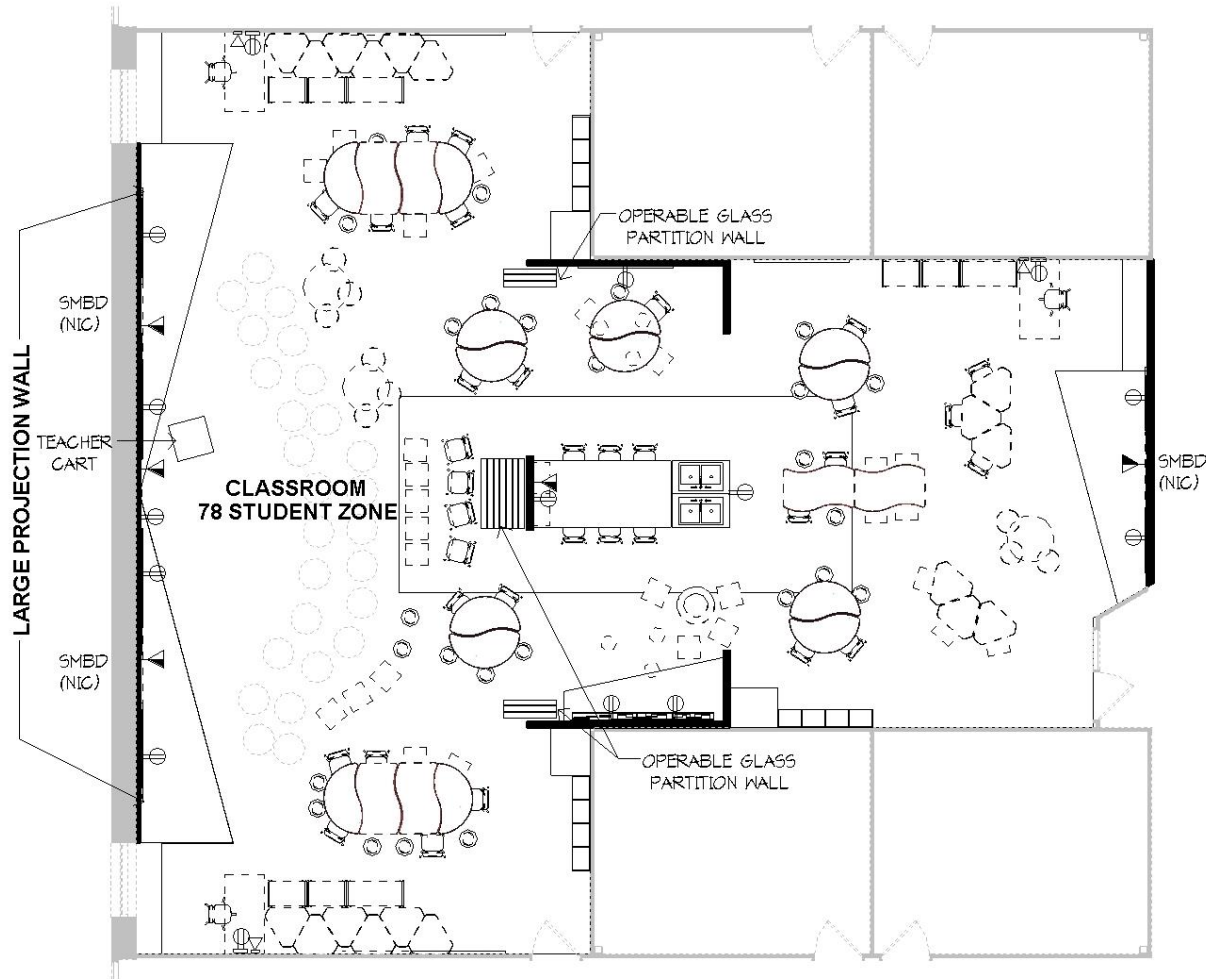 OPERABLE GLASS
PARTITION WALL
SMBD
(NIC)
LARGE PROJECTION WALL
TEACHER
CART
CLASSROOM
78 STUDENT ZONE
SMBD
(NIC)
SMBD
(NIC)
OPERABLE GLASS
PARTITION WALL